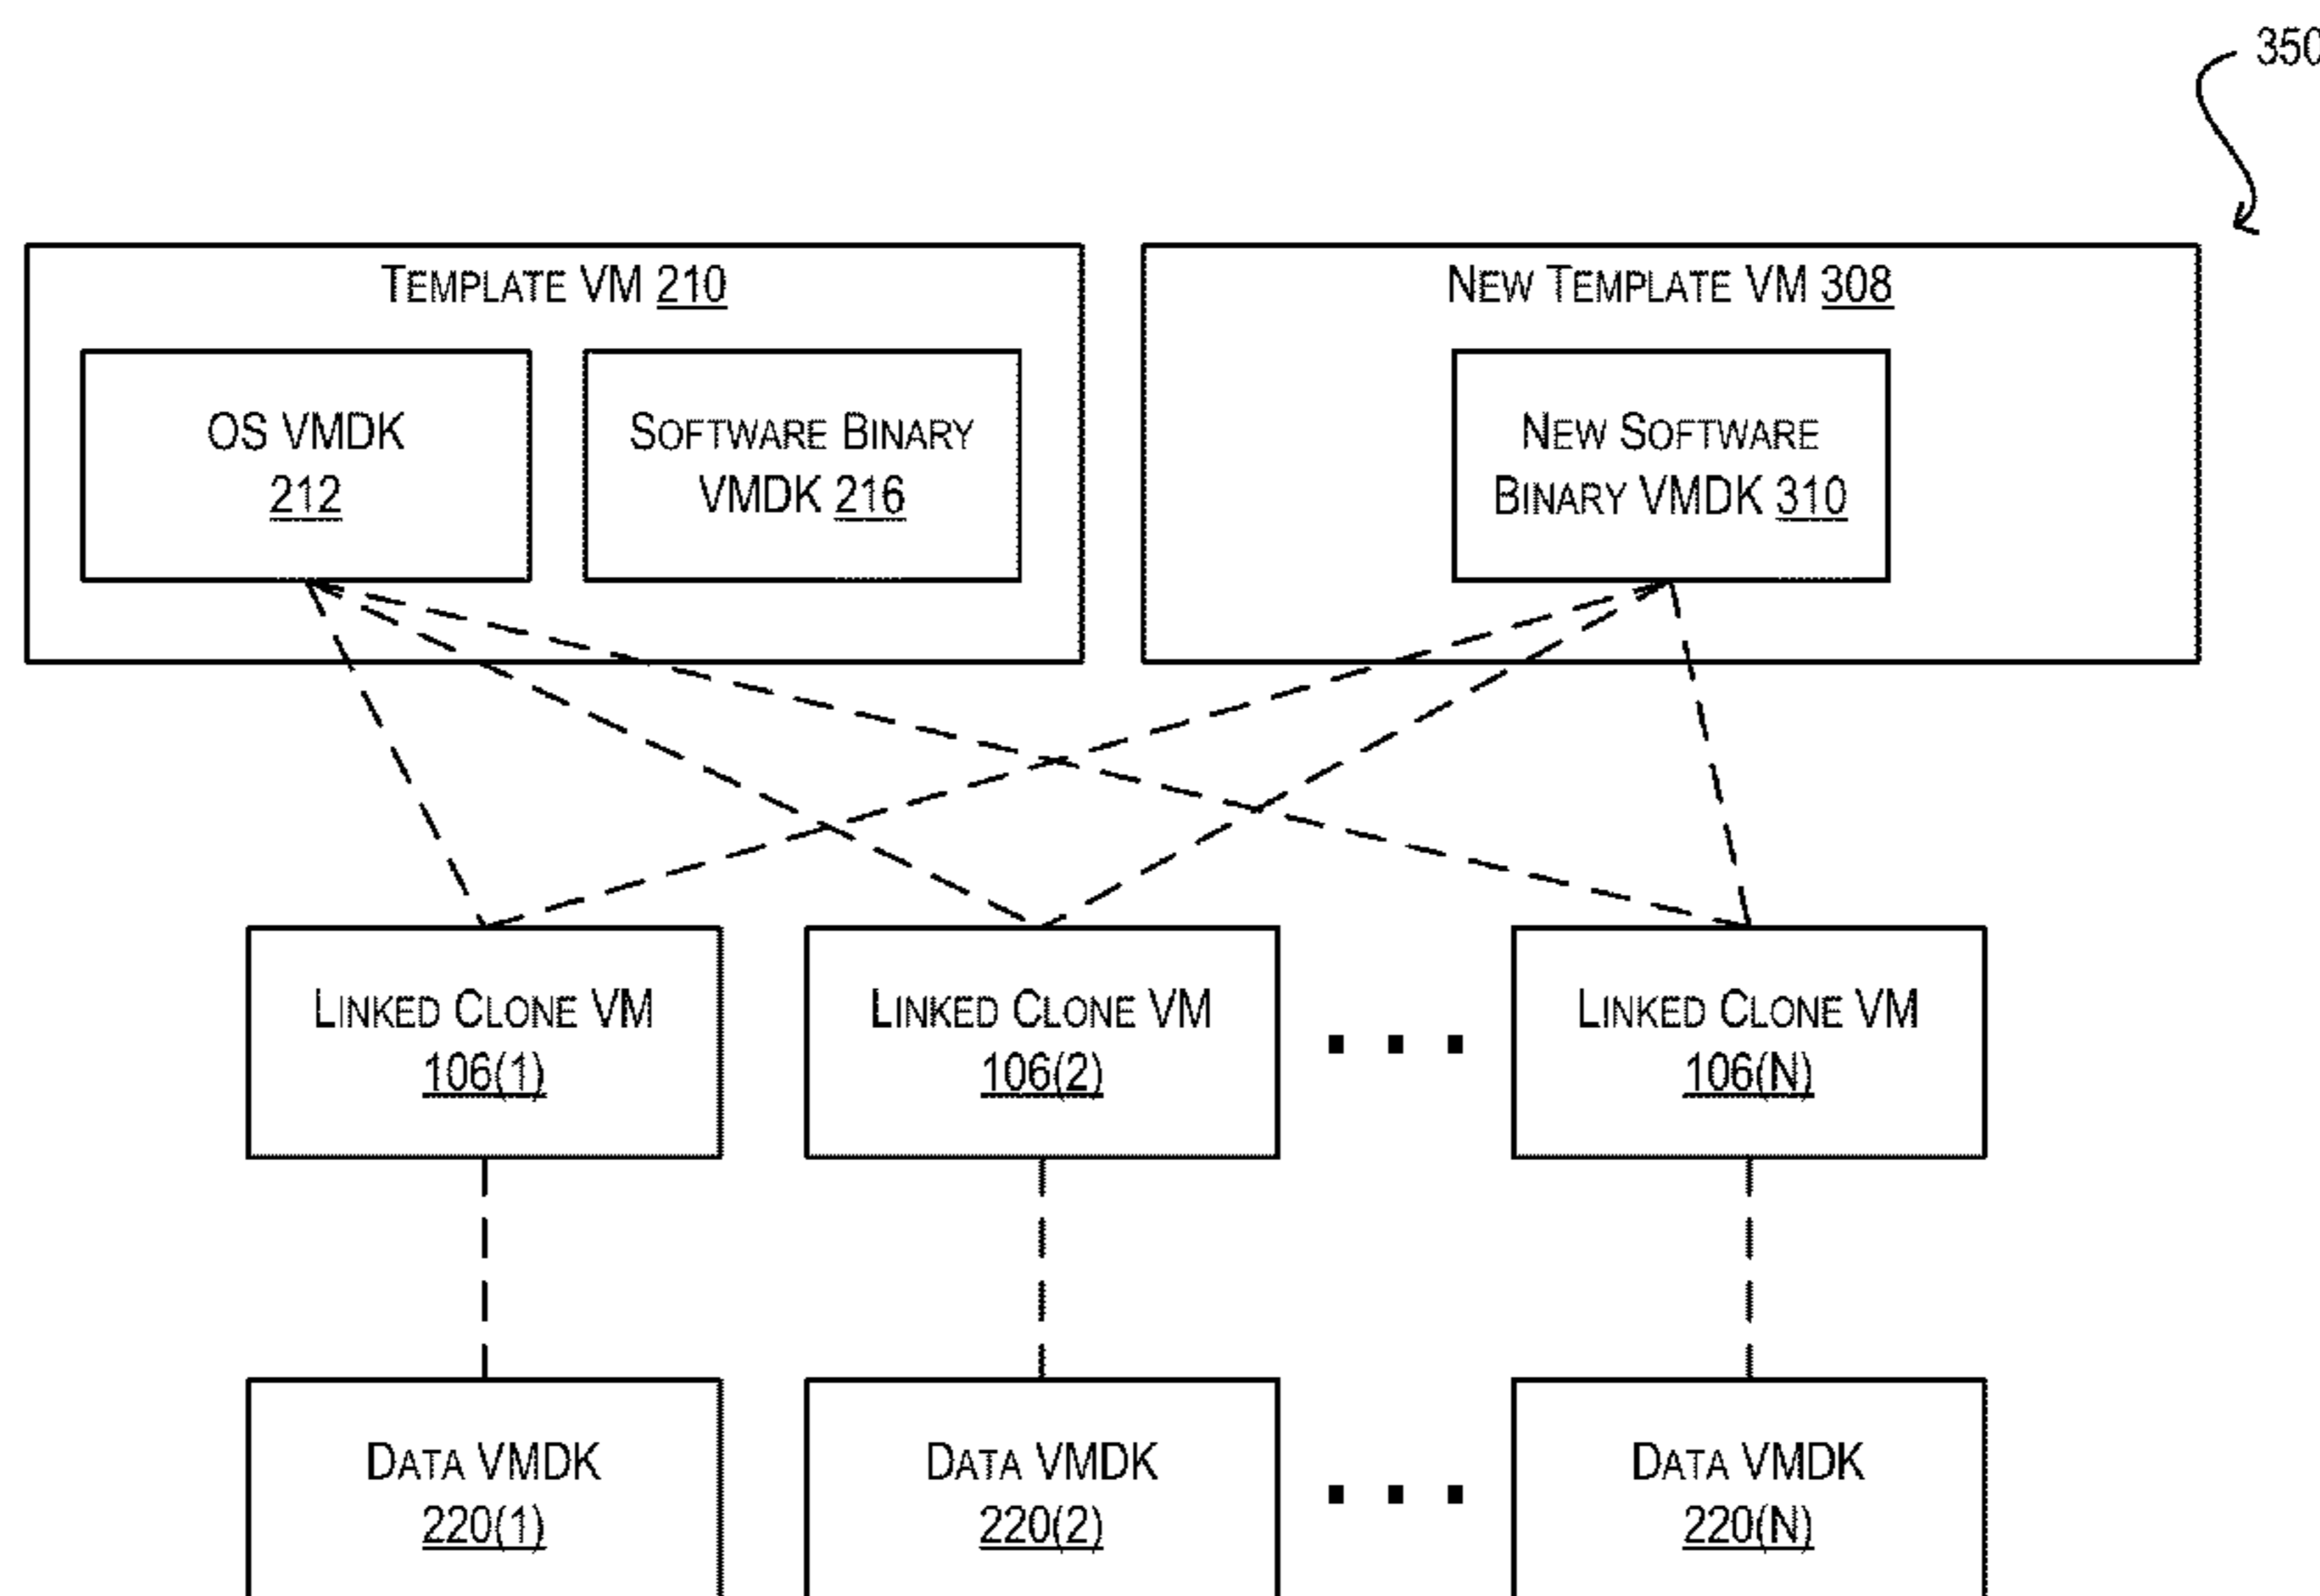 350
TEMPLATE VM 210
NEW TEMPLATE VM 308
OS VMDK
212
SOFTWARE BINARY
VMDK 216
NEW SOFTWARE
BINARY VMDK 310
LINKED CLONE VM
106(1)
LINKED CLONE VM
106(2)
LINKED CLONE VM
106(N)
DATA VMDK
220(1)
DATA VMDK
220(2)
DATA VMDK
220(N)